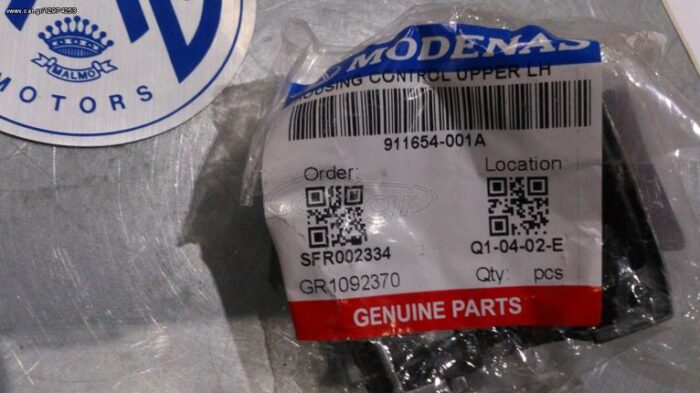 www.car.gr/12974253
MALMO
MOTORS
MODENAS
HOUSING CONTROL UPPER LH
911654-001A
Order:
Location:
SFR002334
Q1-04-02-E
GR1092370
Qty: pcs
GENUINE PARTS